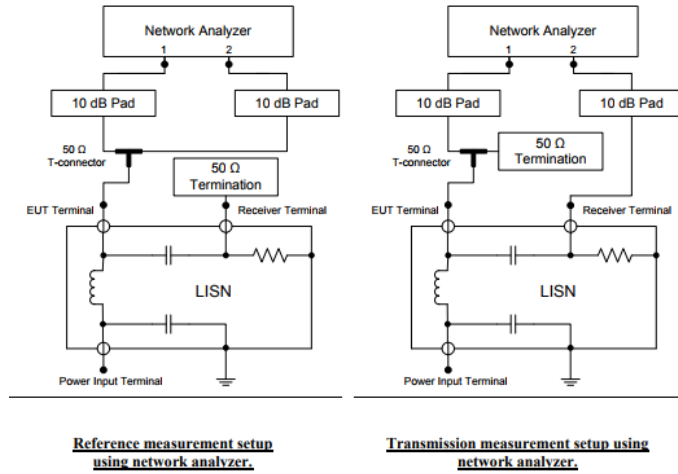 Network Analyzer
1 2
10 dB Pad 10 dB Pad
50 Ω
T-connector
50 Ω
Termination
EUT Terminal Receiver Terminal
LISN
Power Input Terminal
Reference measurement setup
using network analyzer.
Network Analyzer
1 2
10 dB Pad 10 dB Pad
50 Ω
T-connector
50 Ω
Termination
EUT Terminal Receiver Terminal
LISN
Power Input Terminal
Transmission measurement setup using
network analyzer.